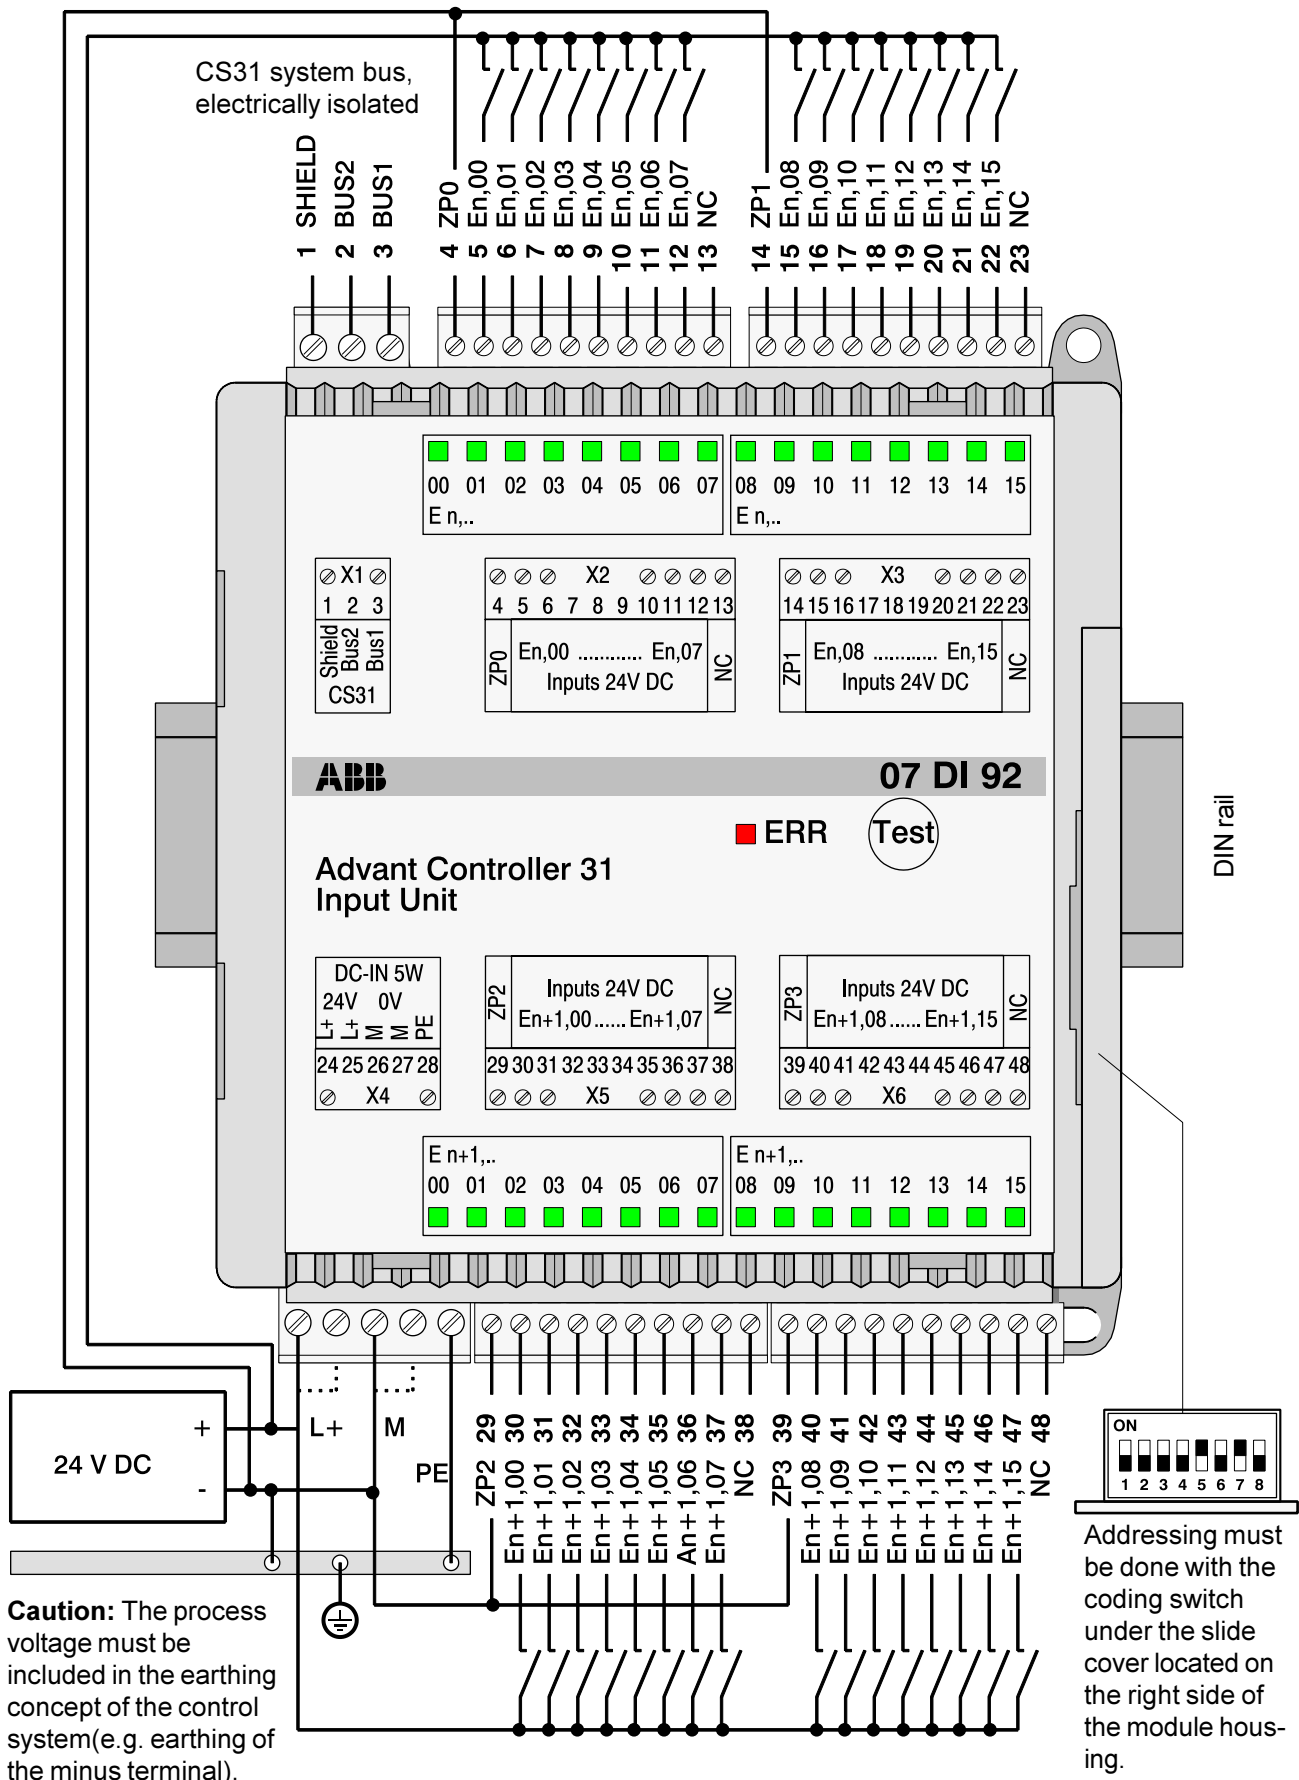 CS31 system bus,
electrically isolated
1 SHIELD
2 BUS2
3 BUS1
4 ZP0
5 En,00
6 En,01
7 En,02
8 En,03
9 En,04
10 En,05
11 En,06
12 En,07
13 NC
14 ZP1
15 En,08
16 En,09
17 En,10
18 En,11
19 En,12
20 En,13
21 En,14
22 En,15
23 NC
00 01 02 03 04 05 06 07
E n,..
08 09 10 11 12 13 14 15
E n,..
X1
1 2 3
Shield
Bus2
Bus1
CS31
X2
4 5 6 7 8 9 10 11 12 13
ZP0
En,00 ............ En,07
Inputs 24V DC
NC
X3
14 15 16 17 18 19 20 21 22 23
ZP1
En,08 ............ En,15
Inputs 24V DC
NC
ABB
07 DI 92
ERR
Test
Advant Controller 31
Input Unit
DIN rail
DC-IN 5W
24V 0V
L+
L+
M
M
PE
24 25 26 27 28
X4
ZP2
Inputs 24V DC
En+1,00 ...... En+1,07
NC
29 30 31 32 33 34 35 36 37 38
X5
ZP3
Inputs 24V DC
En+1,08 ...... En+1,15
NC
39 40 41 42 43 44 45 46 47 48
X6
E n+1,..
00 01 02 03 04 05 06 07
E n+1,..
08 09 10 11 12 13 14 15
24 V DC
+
-
L+
M
PE
ZP2 29
En+1,00 30
En+1,01 31
En+1,02 32
En+1,03 33
En+1,04 34
En+1,05 35
An+1,06 36
En+1,07 37
NC 38
ZP3 39
En+1,08 40
En+1,09 41
En+1,10 42
En+1,11 43
En+1,12 44
En+1,13 45
En+1,14 46
En+1,15 47
NC 48
ON
1 2 3 4 5 6 7 8
Addressing must
be done with the
coding switch
under the slide
cover located on
the right side of
the module hous-
ing.
Caution: The process
voltage must be
included in the earthing
concept of the control
system(e.g. earthing of
the minus terminal).